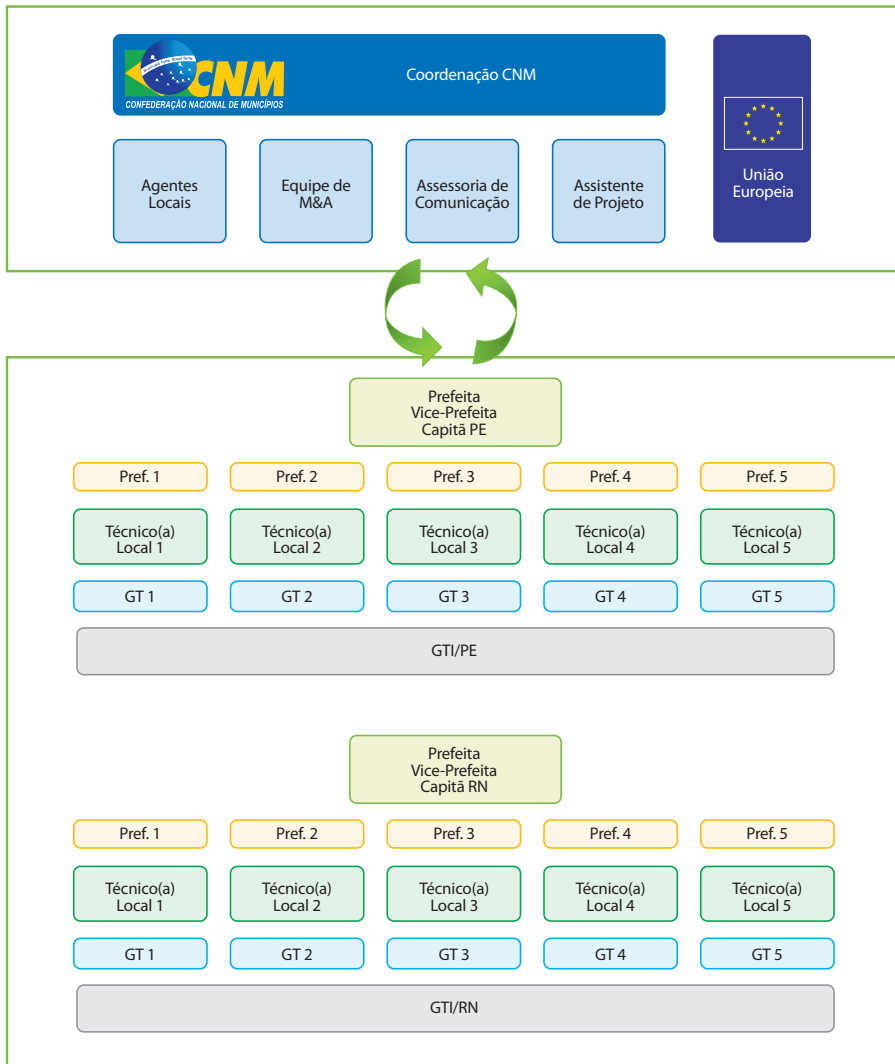 Município forte, Brasil forte
CNM
CONFEDERAÇÃO NACIONAL DE MUNICÍPIOS
Coordenação CNM
União
Europeia
Agentes
Locais
Equipe de
M&A
Assessoria de
Comunicação
Assistente
de Projeto
Prefeita
Vice-Prefeita
Capitã PE
Pref. 1
Pref. 2
Pref. 3
Pref. 4
Pref. 5
Técnico(a)
Local 1
Técnico(a)
Local 2
Técnico(a)
Local 3
Técnico(a)
Local 4
Técnico(a)
Local 5
GT 1
GT 2
GT 3
GT 4
GT 5
GTI/PE
Prefeita
Vice-Prefeita
Capitã RN
Pref. 1
Pref. 2
Pref. 3
Pref. 4
Pref. 5
Técnico(a)
Local 1
Técnico(a)
Local 2
Técnico(a)
Local 3
Técnico(a)
Local 4
Técnico(a)
Local 5
GT 1
GT 2
GT 3
GT 4
GT 5
GTI/RN